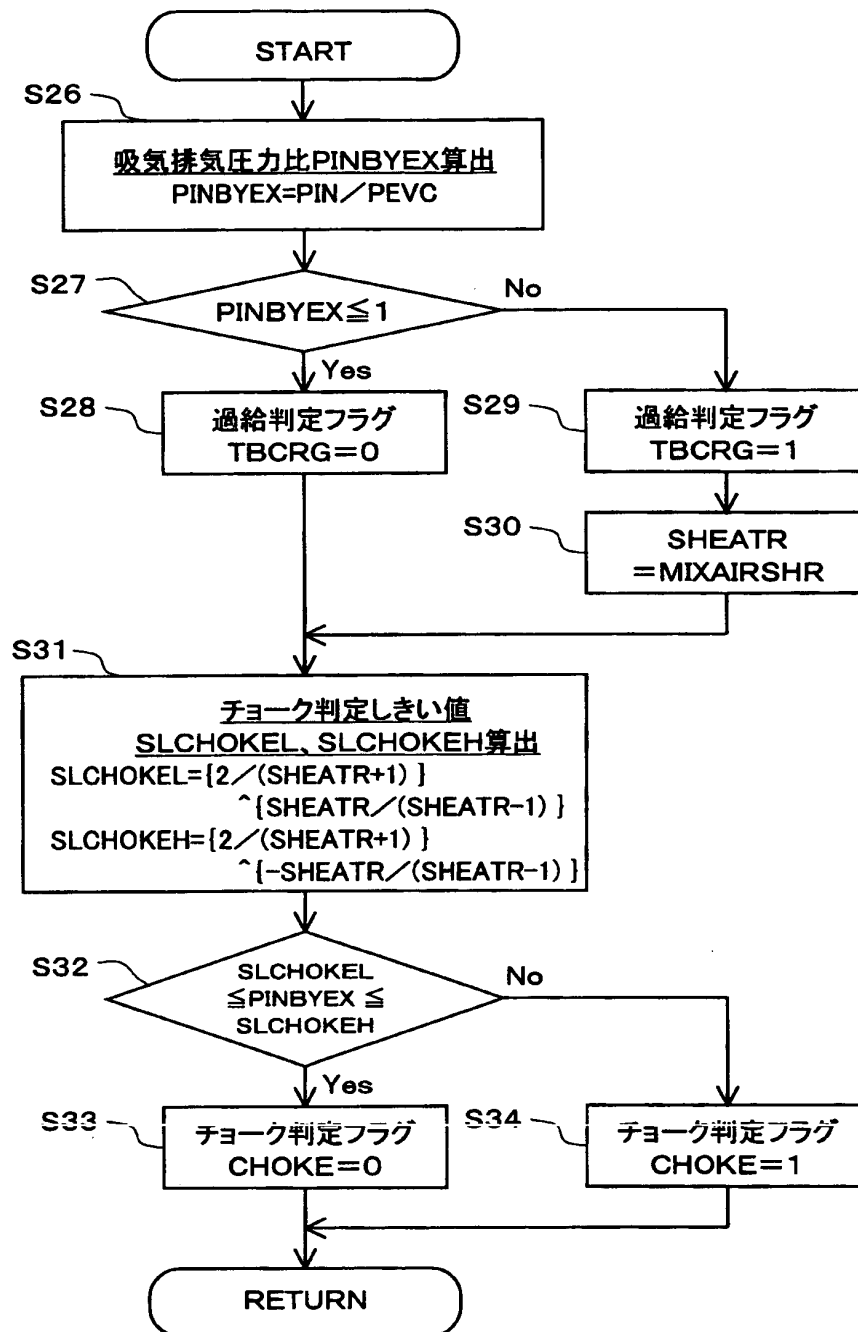 START
S26
吸気排気圧力比PINBYEX算出
PINBYEX=PIN／PEVC
S27
PINBYEX≦1
No
Yes
S28
過給判定フラグ
TBCRG=0
S29
過給判定フラグ
TBCRG=1
S30
SHEATR
=MIXAIRSHR
S31
チョーク判定しきい値
SLCHOKEL、SLCHOKEH算出
SLCHOKEL={2／(SHEATR+1) }
^{SHEATR／(SHEATR-1) }
SLCHOKEH={2／(SHEATR+1) }
^{-SHEATR／(SHEATR-1) }
S32
SLCHOKEL
≦PINBYEX ≦
SLCHOKEH
No
Yes
S33
チョーク判定フラグ
CHOKE=0
S34
チョーク判定フラグ
CHOKE=1
RETURN